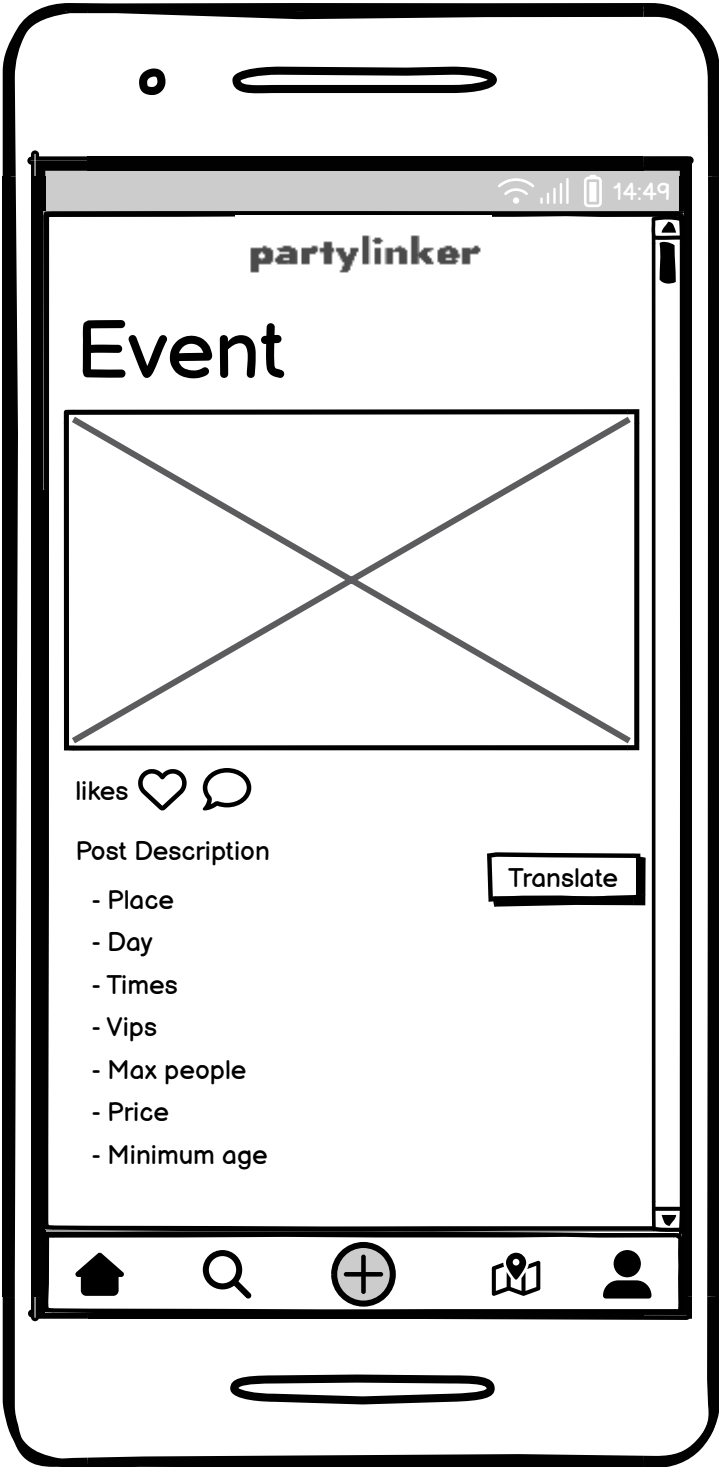 14:49
partylinker
Event
likes
Post Description
Translate
- Place
- Day
- Times
- Vips
- Max people
- Price
- Minimum age